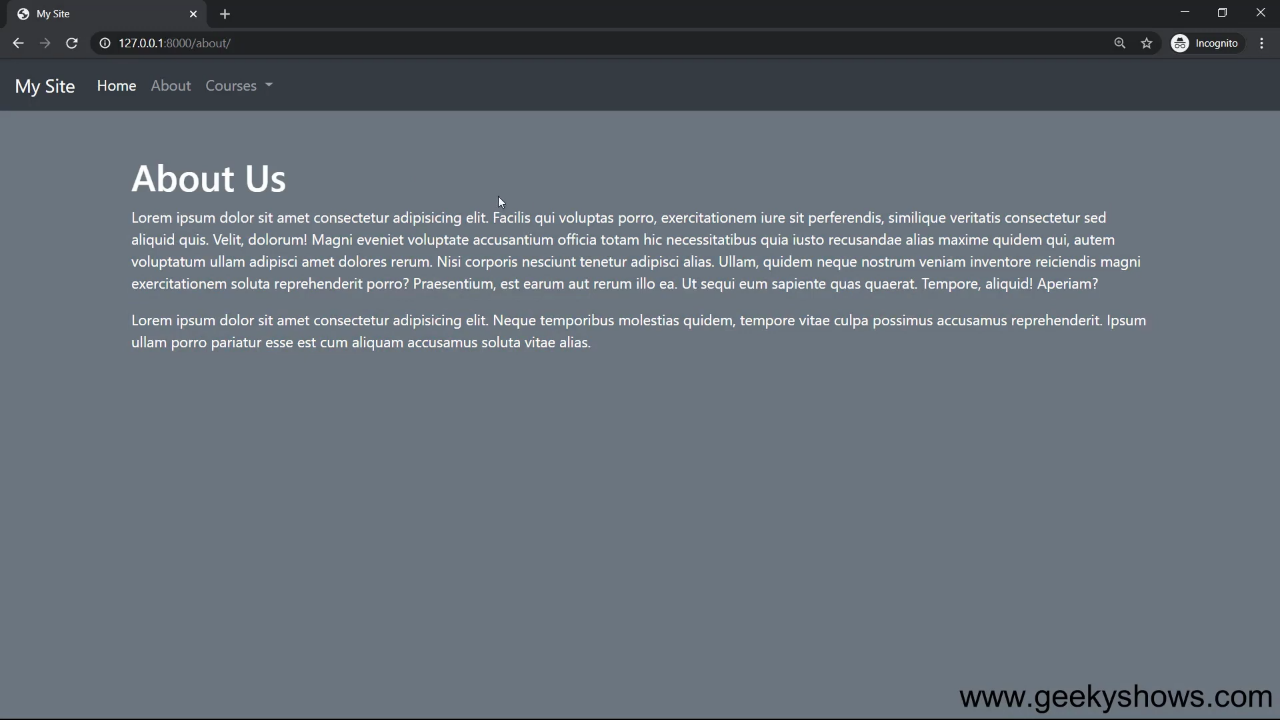 My Site
127.0.0.1:8000/about/
Incognito
My Site Home About Courses
About Us
Lorem ipsum dolor sit amet consectetur adipisicing elit. Facilis qui voluptas porro, exercitationem iure sit perferendis, similique veritatis consectetur sed
aliquid quis. Velit, dolorum! Magni eveniet voluptate accusantium officia totam hic necessitatibus quia iusto recusandae alias maxime quidem qui, autem
voluptatum ullam adipisci amet dolores rerum. Nisi corporis nesciunt tenetur adipisci alias. Ullam, quidem neque nostrum veniam inventore reiciendis magni
exercitationem soluta reprehenderit porro? Praesentium, est earum aut rerum illo ea. Ut sequi eum sapiente quas quaerat. Tempore, aliquid! Aperiam?
Lorem ipsum dolor sit amet consectetur adipisicing elit. Neque temporibus molestias quidem, tempore vitae culpa possimus accusamus reprehenderit. Ipsum
ullam porro pariatur esse est cum aliquam accusamus soluta vitae alias.
www.geekyshows.com